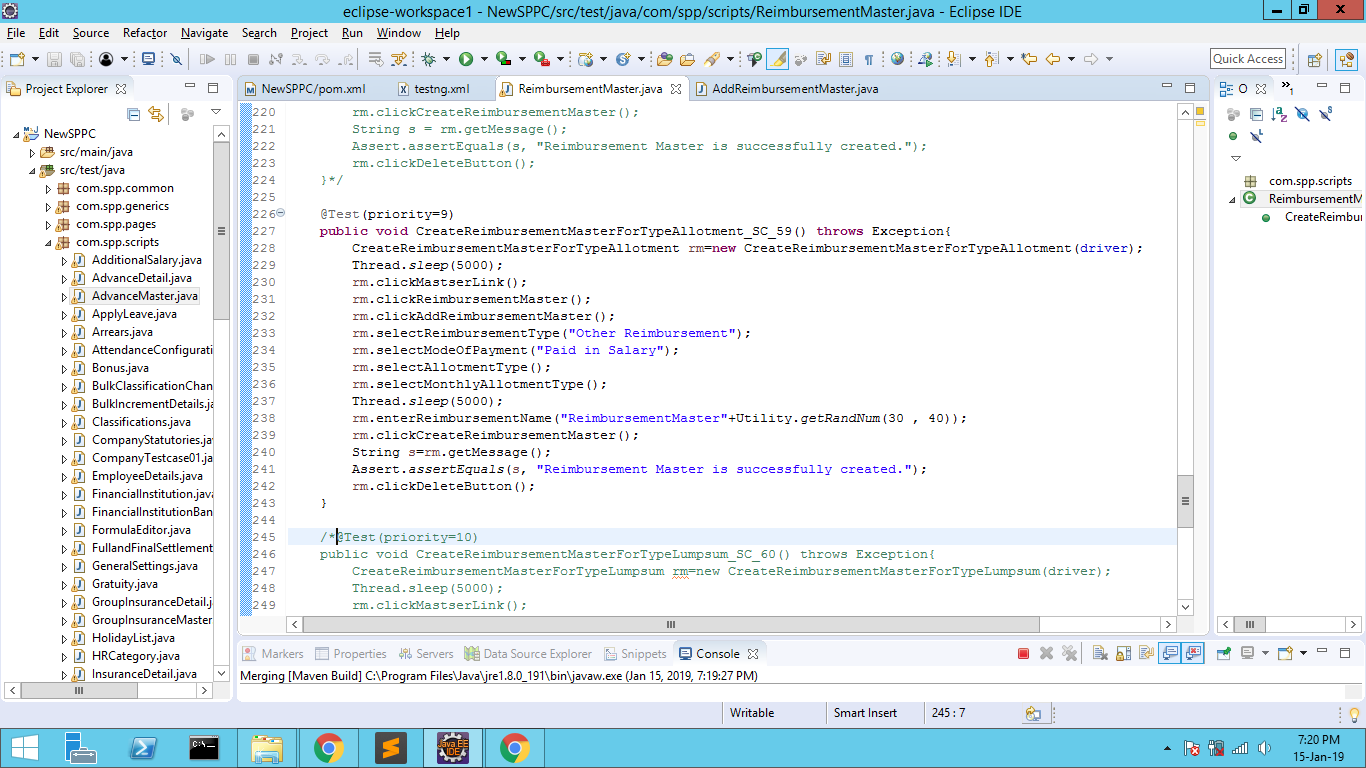 eclipse-workspace1 - NewSPPC/src/test/java/com/spp/scripts/ReimbursementMaster.java - Eclipse IDE
File Edit Source Refactor Navigate Search Project Run Window Help
Quick Access
Project Explorer
NewSPPC
src/main/java
src/test/java
com.spp.common
com.spp.generics
com.spp.pages
com.spp.scripts
AdditionalSalary.java
AdvanceDetail.java
AdvanceMaster.java
ApplyLeave.java
Arrears.java
AttendanceConfigurati
Bonus.java
BulkClassificationChan
BulkIncrementDetails.ja
Classifications.java
CompanyStatutories.jav
CompanyTestcase01.ja
EmployeeDetails.java
FinancialInstitution.java
FinancialInstitutionBan
FormulaEditor.java
FullandFinalSettlement
GeneralSettings.java
Gratuity.java
GroupInsuranceDetail.j
GroupInsuranceMaster
HolidayList.java
HRCategory.java
InsuranceDetail.java
NewSPPC/pom.xml testng.xml ReimbursementMaster.java AddReimbursementMaster.java
220 rm.clickCreateReimbursementMaster();
221 String s = rm.getMessage();
222 Assert.assertEquals(s, "Reimbursement Master is successfully created.");
223 rm.clickDeleteButton();
224 }*/
225
226 @Test(priority=9)
227 public void CreateReimbursementMasterForTypeAllotment_SC_59() throws Exception{
228 CreateReimbursementMasterForTypeAllotment rm=new CreateReimbursementMasterForTypeAllotment(driver);
229 Thread.sleep(5000);
230 rm.clickMastserLink();
231 rm.clickReimbursementMaster();
232 rm.clickAddReimbursementMaster();
233 rm.selectReimbursementType("Other Reimbursement");
234 rm.selectModeOfPayment("Paid in Salary");
235 rm.selectAllotmentType();
236 rm.selectMonthlyAllotmentType();
237 Thread.sleep(5000);
238 rm.enterReimbursementName("ReimbursementMaster"+Utility.getRandNum(30 , 40));
239 rm.clickCreateReimbursementMaster();
240 String s=rm.getMessage();
241 Assert.assertEquals(s, "Reimbursement Master is successfully created.");
242 rm.clickDeleteButton();
243 }
244
245 /*@Test(priority=10)
246 public void CreateReimbursementMasterForTypeLumpsum_SC_60() throws Exception{
247 CreateReimbursementMasterForTypeLumpsum rm=new CreateReimbursementMasterForTypeLumpsum(driver);
248 Thread.sleep(5000);
249 rm.clickMastserLink();
O
1
com.spp.scripts
ReimbursementM
CreateReimbu
Markers Properties Servers Data Source Explorer Snippets Console
Merging [Maven Build] C:\Program Files\Java\jre1.8.0_191\bin\javaw.exe (Jan 15, 2019, 7:19:27 PM)
Writable Smart Insert 245 : 7
Java EE
IDE
7:20 PM
15-Jan-19